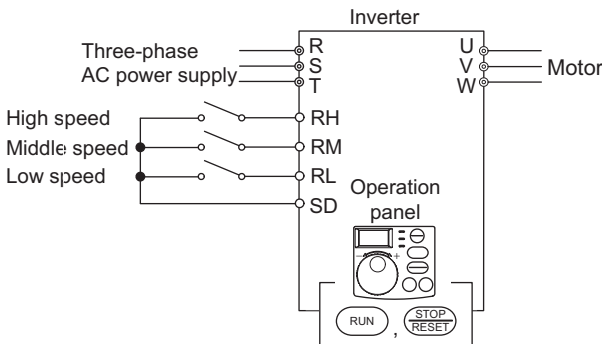 Inverter
Three-phase
AC power supply
R
S
T
U
V
W
Motor
High speed
Middle speed
Low speed
RH
RM
RL
SD
Operation
panel
- +
RUN
,
STOP
RESET